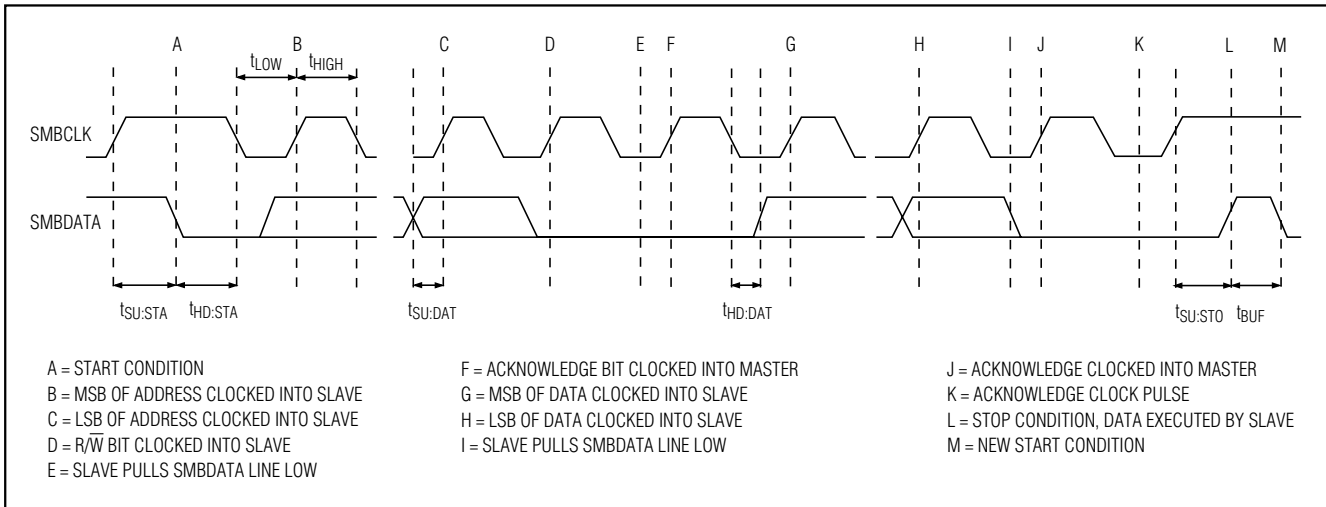 A B C D E F G H I J K L M
tLOW tHIGH
SMBCLK
SMBDATA
tSU:STA tHD:STA tSU:DAT tHD:DAT tSU:STO tBUF
A = START CONDITION
B = MSB OF ADDRESS CLOCKED INTO SLAVE
C = LSB OF ADDRESS CLOCKED INTO SLAVE
D = R/W̅ BIT CLOCKED INTO SLAVE
E = SLAVE PULLS SMBDATA LINE LOW
F = ACKNOWLEDGE BIT CLOCKED INTO MASTER
G = MSB OF DATA CLOCKED INTO SLAVE
H = LSB OF DATA CLOCKED INTO SLAVE
I = SLAVE PULLS SMBDATA LINE LOW
J = ACKNOWLEDGE CLOCKED INTO MASTER
K = ACKNOWLEDGE CLOCK PULSE
L = STOP CONDITION, DATA EXECUTED BY SLAVE
M = NEW START CONDITION